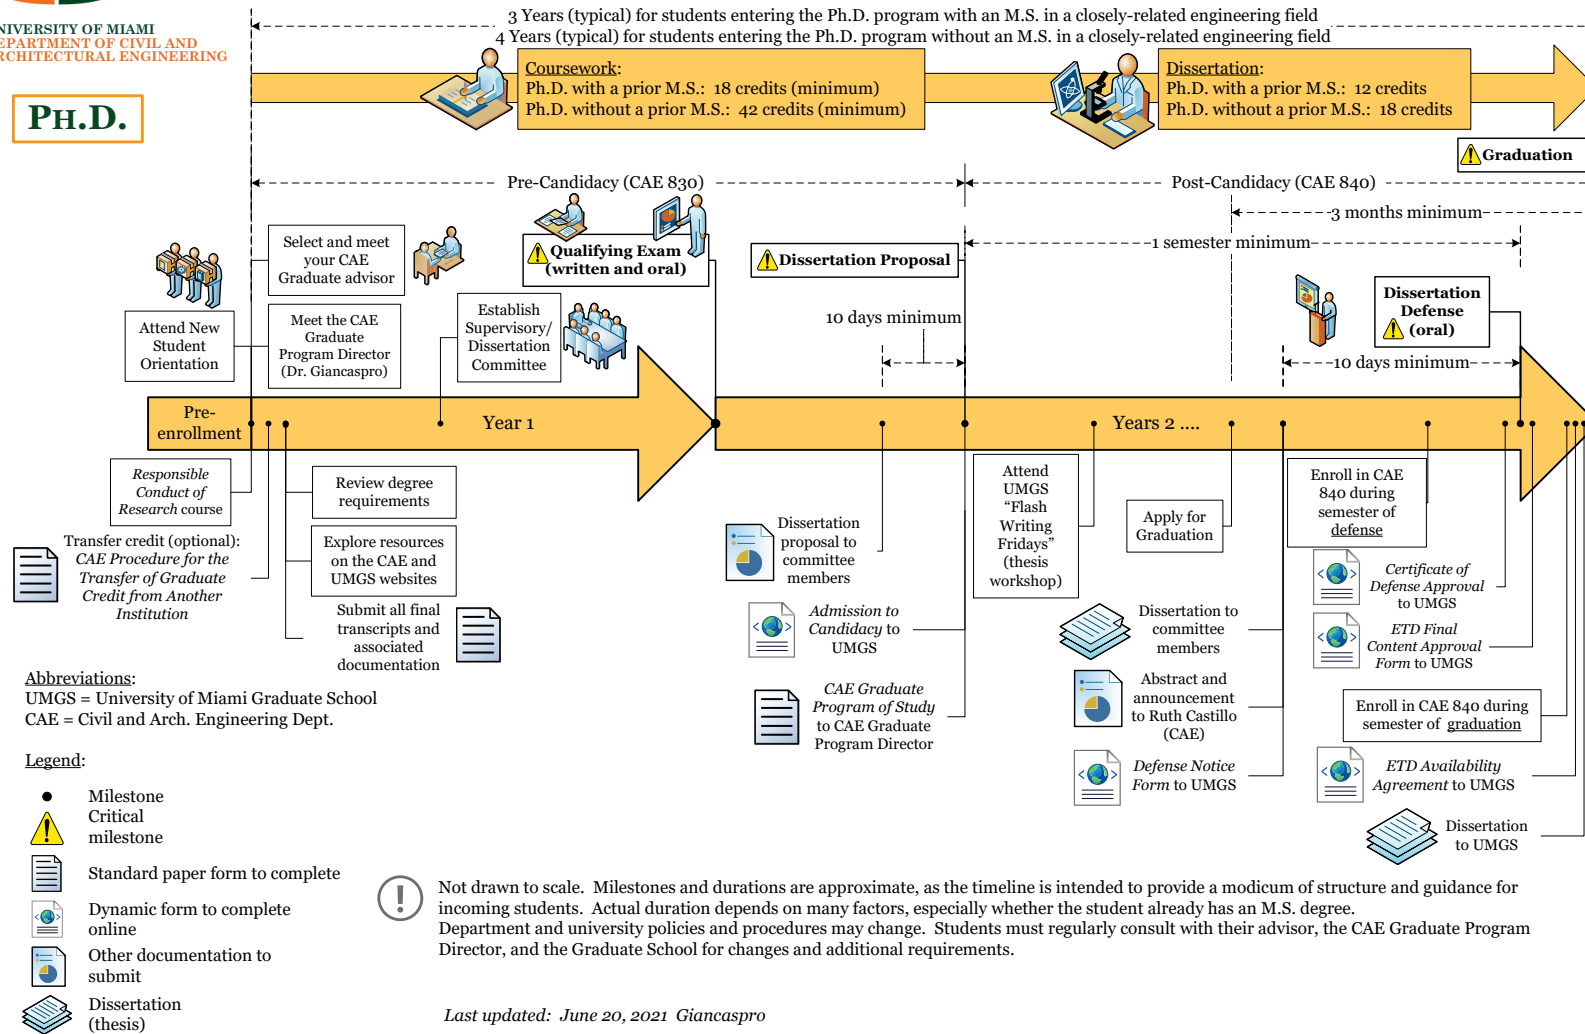 3 Years (typical) for students entering the Ph.D. program with an M.S. in a closely-related engineering field
4 Years (typical) for students entering the Ph.D. program without an M.S. in a closely-related engineering field
NIVERSITY OF MIAMI
EPARTMENT OF CIVIL AND
RCHITECTURAL ENGINEERING
PH.D.
Coursework:
Ph.D. with a prior M.S.: 18 credits (minimum)
Ph.D. without a prior M.S.: 42 credits (minimum)
Dissertation:
Ph.D. with a prior M.S.: 12 credits
Ph.D. without a prior M.S.: 18 credits
Graduation
Pre-Candidacy (CAE 830)
Post-Candidacy (CAE 840)
3 months minimum
1 semester minimum
Select and meet
your CAE
Graduate advisor
Qualifying Exam
(written and oral)
Dissertation Proposal
Attend New
Student
Orientation
Meet the CAE
Graduate
Program Director
(Dr. Giancaspro)
Establish
Supervisory/
Dissertation
Committee
10 days minimum
Dissertation
Defense
(oral)
10 days minimum
Pre-
enrollment
Year 1
Years 2 ....
Responsible
Conduct of
Research course
Review degree
requirements
Transfer credit (optional):
CAE Procedure for the
Transfer of Graduate
Credit from Another
Institution
Explore resources
on the CAE and
UMGS websites
Submit all final
transcripts and
associated
documentation
Dissertation
proposal to
committee
members
Admission to
Candidacy to
UMGS
CAE Graduate
Program of Study
to CAE Graduate
Program Director
Attend
UMGS
“Flash
Writing
Fridays”
(thesis
workshop)
Apply for
Graduation
Dissertation to
committee
members
Abstract and
announcement
to Ruth Castillo
(CAE)
Defense Notice
Form to UMGS
Enroll in CAE
840 during
semester of
defense
Certificate of
Defense Approval
to UMGS
ETD Final
Content Approval
Form to UMGS
Enroll in CAE 840 during
semester of graduation
ETD Availability
Agreement to UMGS
Dissertation
to UMGS
Abbreviations:
UMGS = University of Miami Graduate School
CAE = Civil and Arch. Engineering Dept.
Legend:
Milestone
Critical
milestone
Standard paper form to complete
Dynamic form to complete
online
Other documentation to
submit
Dissertation
(thesis)
Not drawn to scale. Milestones and durations are approximate, as the timeline is intended to provide a modicum of structure and guidance for
incoming students. Actual duration depends on many factors, especially whether the student already has an M.S. degree.
Department and university policies and procedures may change. Students must regularly consult with their advisor, the CAE Graduate Program
Director, and the Graduate School for changes and additional requirements.
Last updated: June 20, 2021 Giancaspro